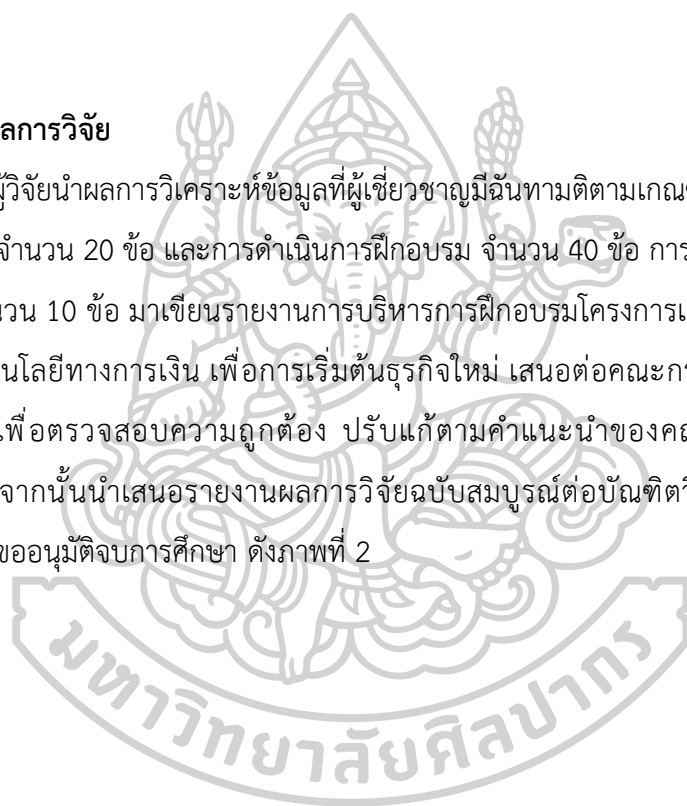 ลการวิจัย
ผู้วิจัยนำผลการวิเคราะห์ข้อมูลที่ผู้เชี่ยวชาญมีฉันทามติตามเกณ
จำนวน 20 ข้อ และการดำเนินการฝึกอบรม จำนวน 40 ข้อ การ
นวน 10 ข้อ มาเขียนรายงานการบริหารการฝึกอบรมโครงการเ
นโลยีทางการเงิน เพื่อการเริ่มต้นธุรกิจใหม่ เสนอต่อคณะกร
เพื่อตรวจสอบความถูกต้อง ปรับแก้ตามคำแนะนำของคณ
จากนั้นนำเสนอรายงานผลการวิจัยฉบับสมบูรณ์ต่อบัณฑิตวิ
ขออนุมัติจบการศึกษา ดังภาพที่ 2
มหาวิทยาลัยศิลปากร